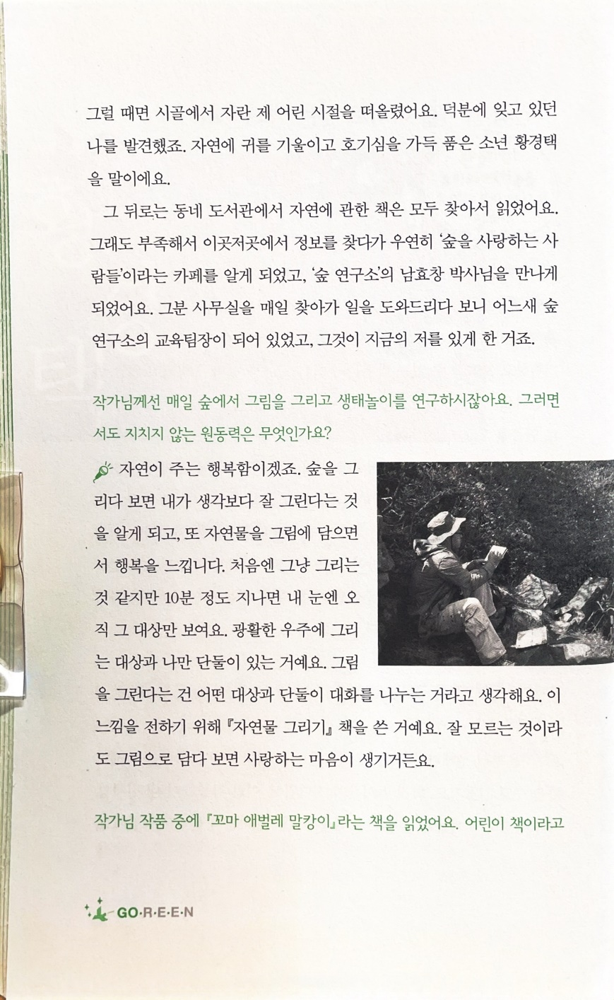 그럴 때면 시골에서 자란 제 어린 시절을 떠올렸어요. 덕분에 잊고 있던
나를 발견했죠. 자연에 귀를 기울이고 호기심을 가득 품은 소년 황경택
을 말이에요.
그 뒤로는 동네 도서관에서 자연에 관한 책은 모두 찾아서 읽었어요.
그래도 부족해서 이곳저곳에서 정보를 찾다가 우연히 ‘숲을 사랑하는 사
람들’이라는 카페를 알게 되었고, ‘숲 연구소’의 남효창 박사님을 만나게
되었어요. 그분 사무실을 매일 찾아가 일을 도와드리다 보니 어느새 숲
연구소의 교육팀장이 되어 있었고, 그것이 지금의 저를 있게 한 거죠.
작가님께선 매일 숲에서 그림을 그리고 생태놀이를 연구하시잖아요. 그러면
서도 지치지 않는 원동력은 무엇인가요?
자연이 주는 행복함이겠죠. 숲을 그
리다 보면 내가 생각보다 잘 그린다는 것
을 알게 되고, 또 자연물을 그림에 담으면
서 행복을 느낍니다. 처음엔 그냥 그리는
것 같지만 10분 정도 지나면 내 눈엔 오
직 그 대상만 보여요. 광활한 우주에 그리
는 대상과 나만 단둘이 있는 거예요. 그림
을 그린다는 건 어떤 대상과 단둘이 대화를 나누는 거라고 생각해요. 이
느낌을 전하기 위해 『자연물 그리기』 책을 쓴 거예요. 잘 모르는 것이라
도 그림으로 담다 보면 사랑하는 마음이 생기거든요.
작가님 작품 중에 『꼬마 애벌레 말캉이』라는 책을 읽었어요. 어린이 책이라고
GO·R·E·E·N